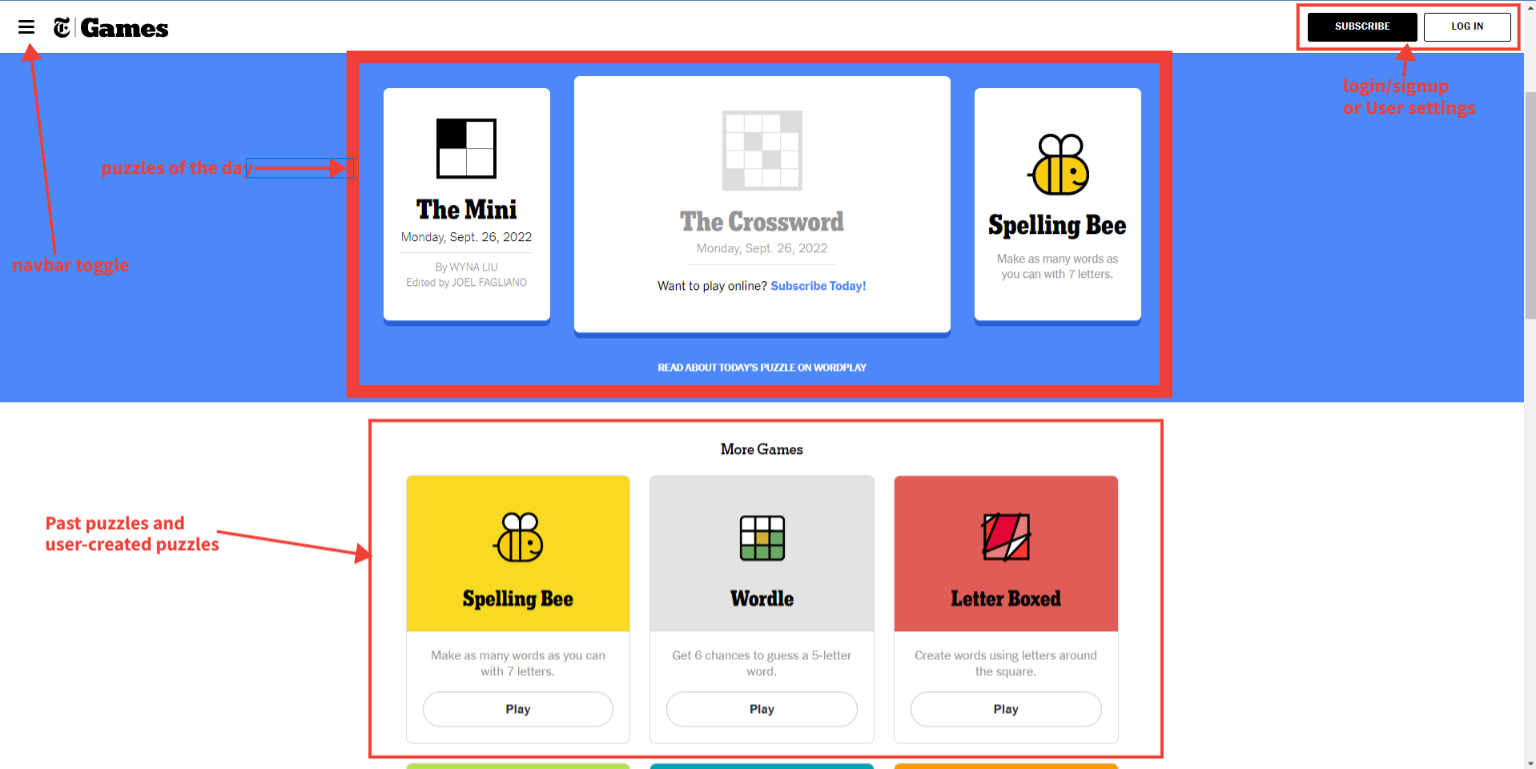 Games
SUBSCRIBE
LOG IN
login/signup
or User settings
puzzles of the day
navbar toggle
The Mini
Monday, Sept. 26, 2022
By WYNA LIU
Edited by JOEL FAGLIANO
The Crossword
Monday, Sept. 26, 2022
Want to play online? Subscribe Today!
Spelling Bee
Make as many words as
you can with 7 letters.
READ ABOUT TODAY'S PUZZLE ON WORDPLAY
More Games
Past puzzles and
user-created puzzles
Spelling Bee
Make as many words as you can
with 7 letters.
Play
Wordle
Get 6 chances to guess a 5-letter
word.
Play
Letter Boxed
Create words using letters around
the square.
Play